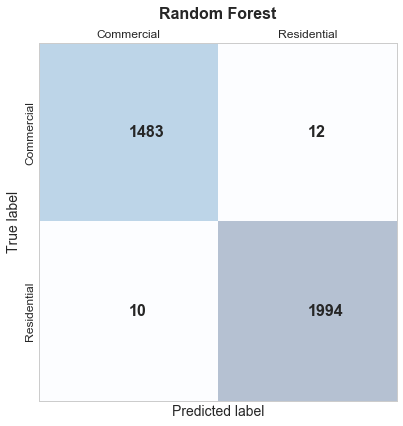 Random Forest
Commercial Residential
Commercial
1483 12
True label
Residential
10 1994
Predicted label